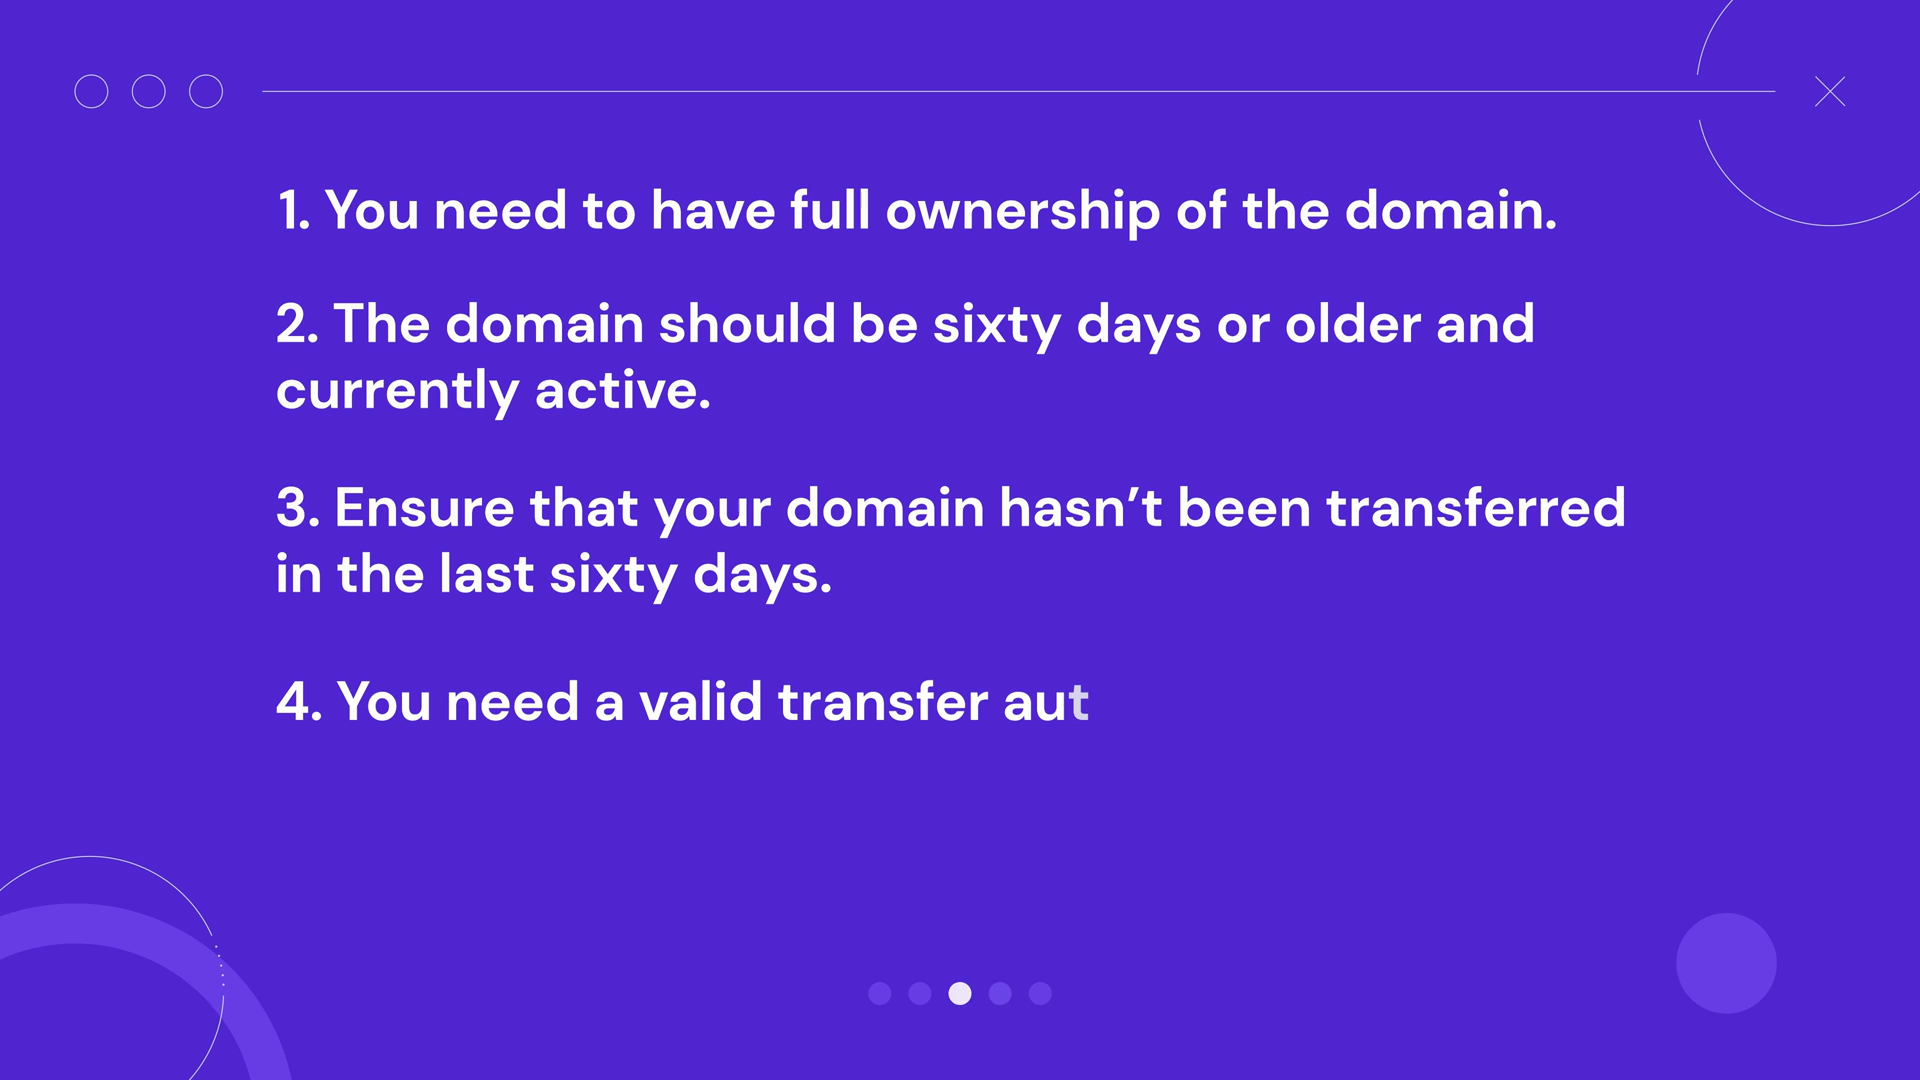 1. You need to have full ownership of the domain.
2. The domain should be sixty days or older and
currently active.
3. Ensure that your domain hasn’t been transferred
in the last sixty days.
4. You need a valid transfer aut